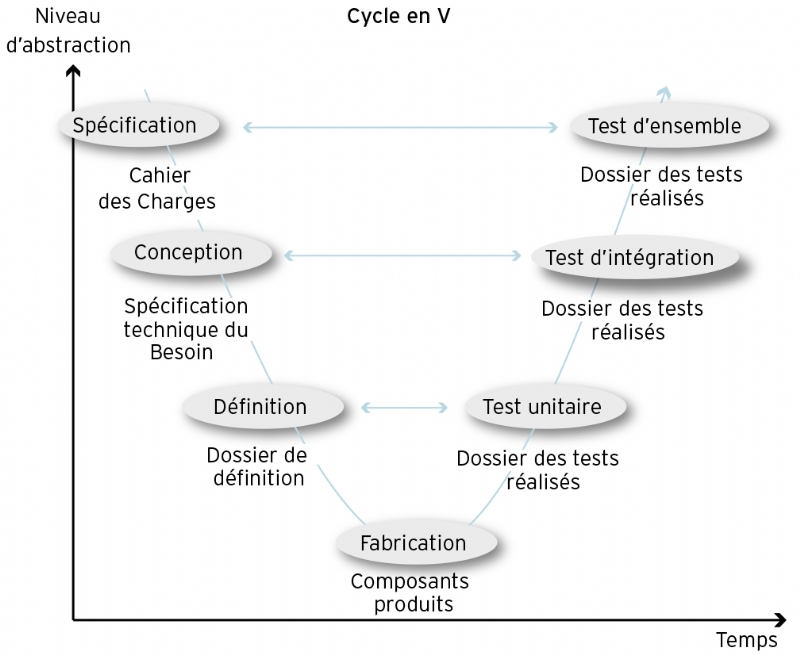 Niveau
d'abstraction
Cycle en V
Spécification
Test d'ensemble
Cahier
des Charges
Dossier des tests
réalisés
Conception
Test d'intégration
Spécification
technique du
Besoin
Dossier des tests
réalisés
Définition
Test unitaire
Dossier de
définition
Dossier des tests
réalisés
Fabrication
Composants
produits
Temps